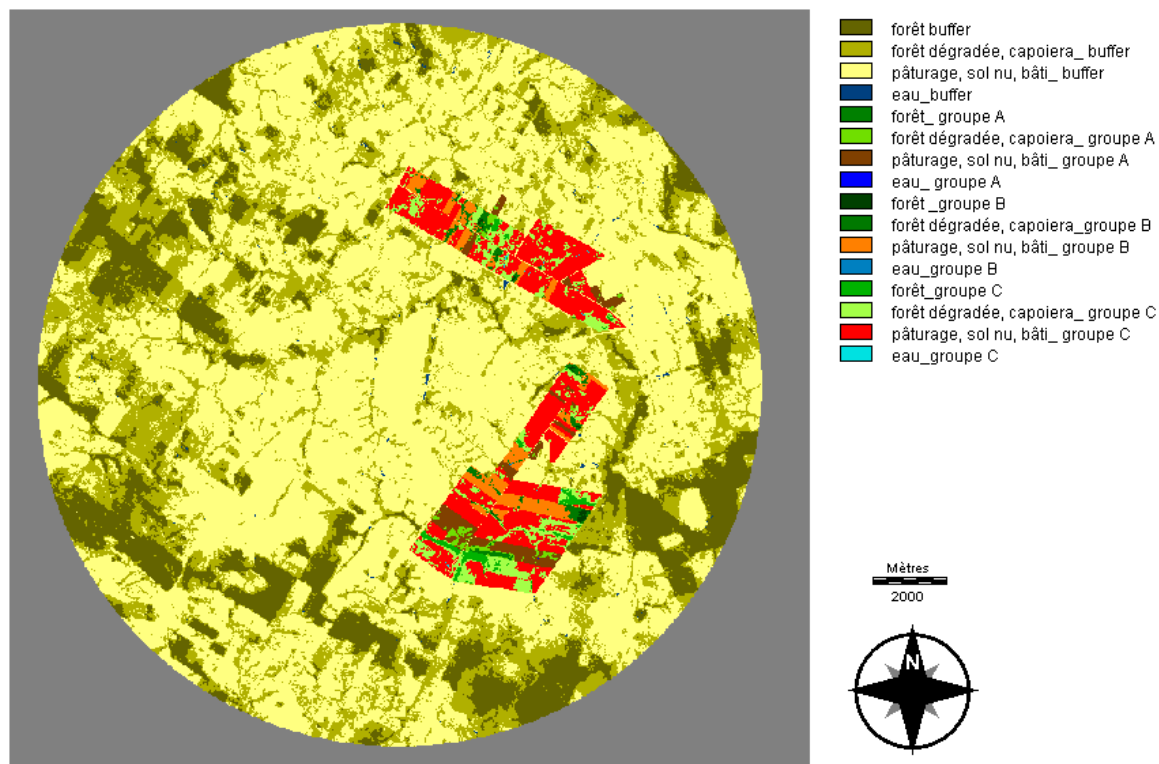 forêt buffer
forêt dégradée, capoiera_ buffer
pâturage, sol nu, bâti_ buffer
eau_buffer
forêt_ groupe A
forêt dégradée, capoiera_ groupe A
pâturage, sol nu, bâti_ groupe A
eau_ groupe A
forêt _groupe B
forêt dégradée, capoiera_groupe B
pâturage, sol nu, bâti_ groupe B
eau_groupe B
forêt_groupe C
forêt dégradée, capoiera_ groupe C
pâturage, sol nu, bâti_ groupe C
eau_groupe C
Mètres
2000
N